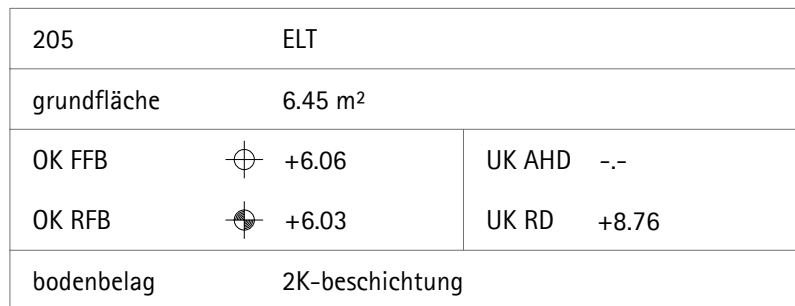 205 ELT
grundfläche 6.45 m²
OK FFB +6.06 UK AHD -.-
OK RFB +6.03 UK RD +8.76
bodenbelag 2K-beschichtung